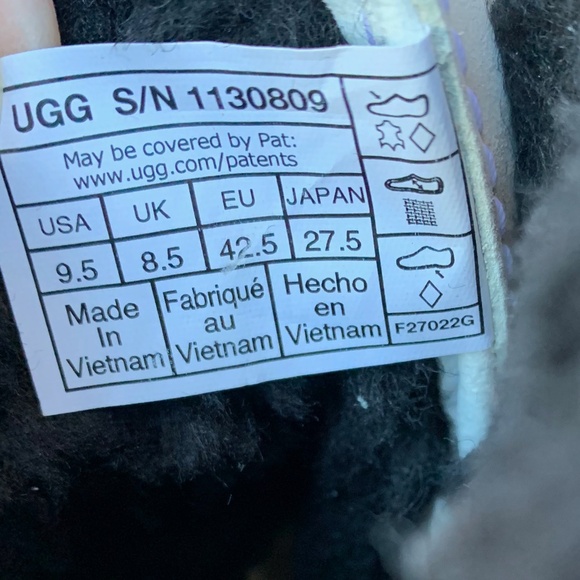 UGG S/N 1130809
May be covered by Pat:
www.ugg.com/patents
USA UK EU JAPAN
9.5 8.5 42.5 27.5
Made In Vietnam
Fabriqué au Vietnam
Hecho en Vietnam
F27022G